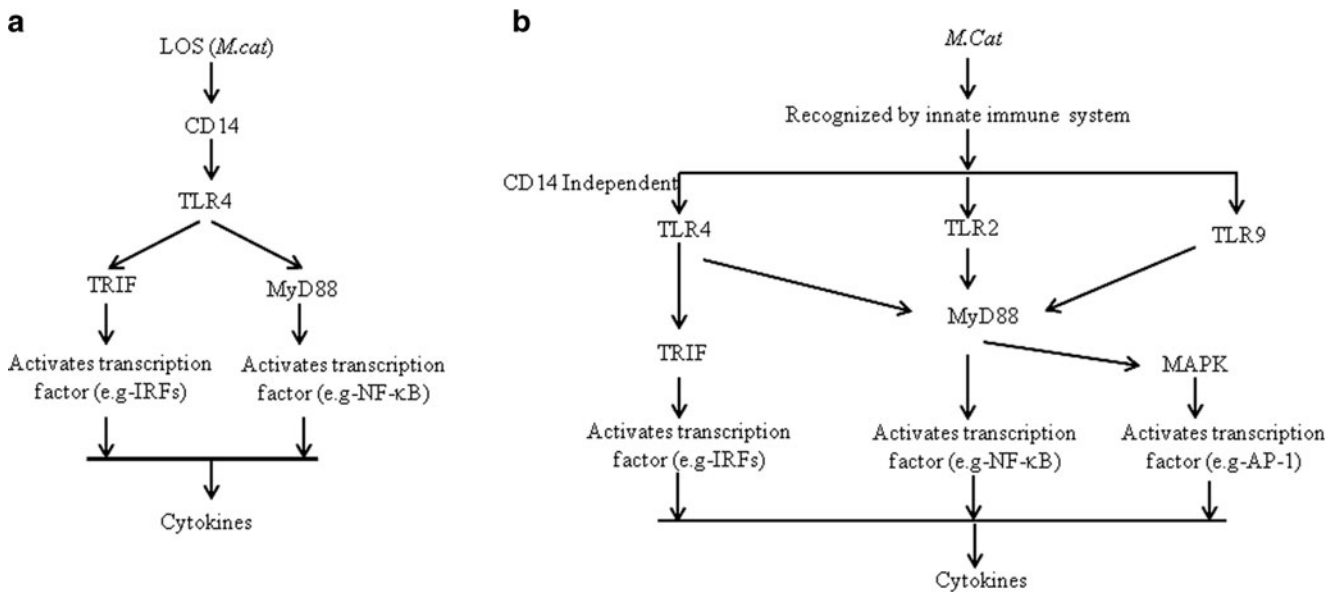 a
LOS (M.cat)
CD14
TLR4
TRIF
MyD88
Activates transcription
factor (e.g-IRFs)
Activates transcription
factor (e.g-NF-κB)
Cytokines
b
M.Cat
Recognized by innate immune system
CD14 Independent
TLR4
TLR2
TLR9
MyD88
TRIF
MAPK
Activates transcription
factor (e.g-IRFs)
Activates transcription
factor (e.g-NF-κB)
Activates transcription
factor (e.g-AP-1)
Cytokines